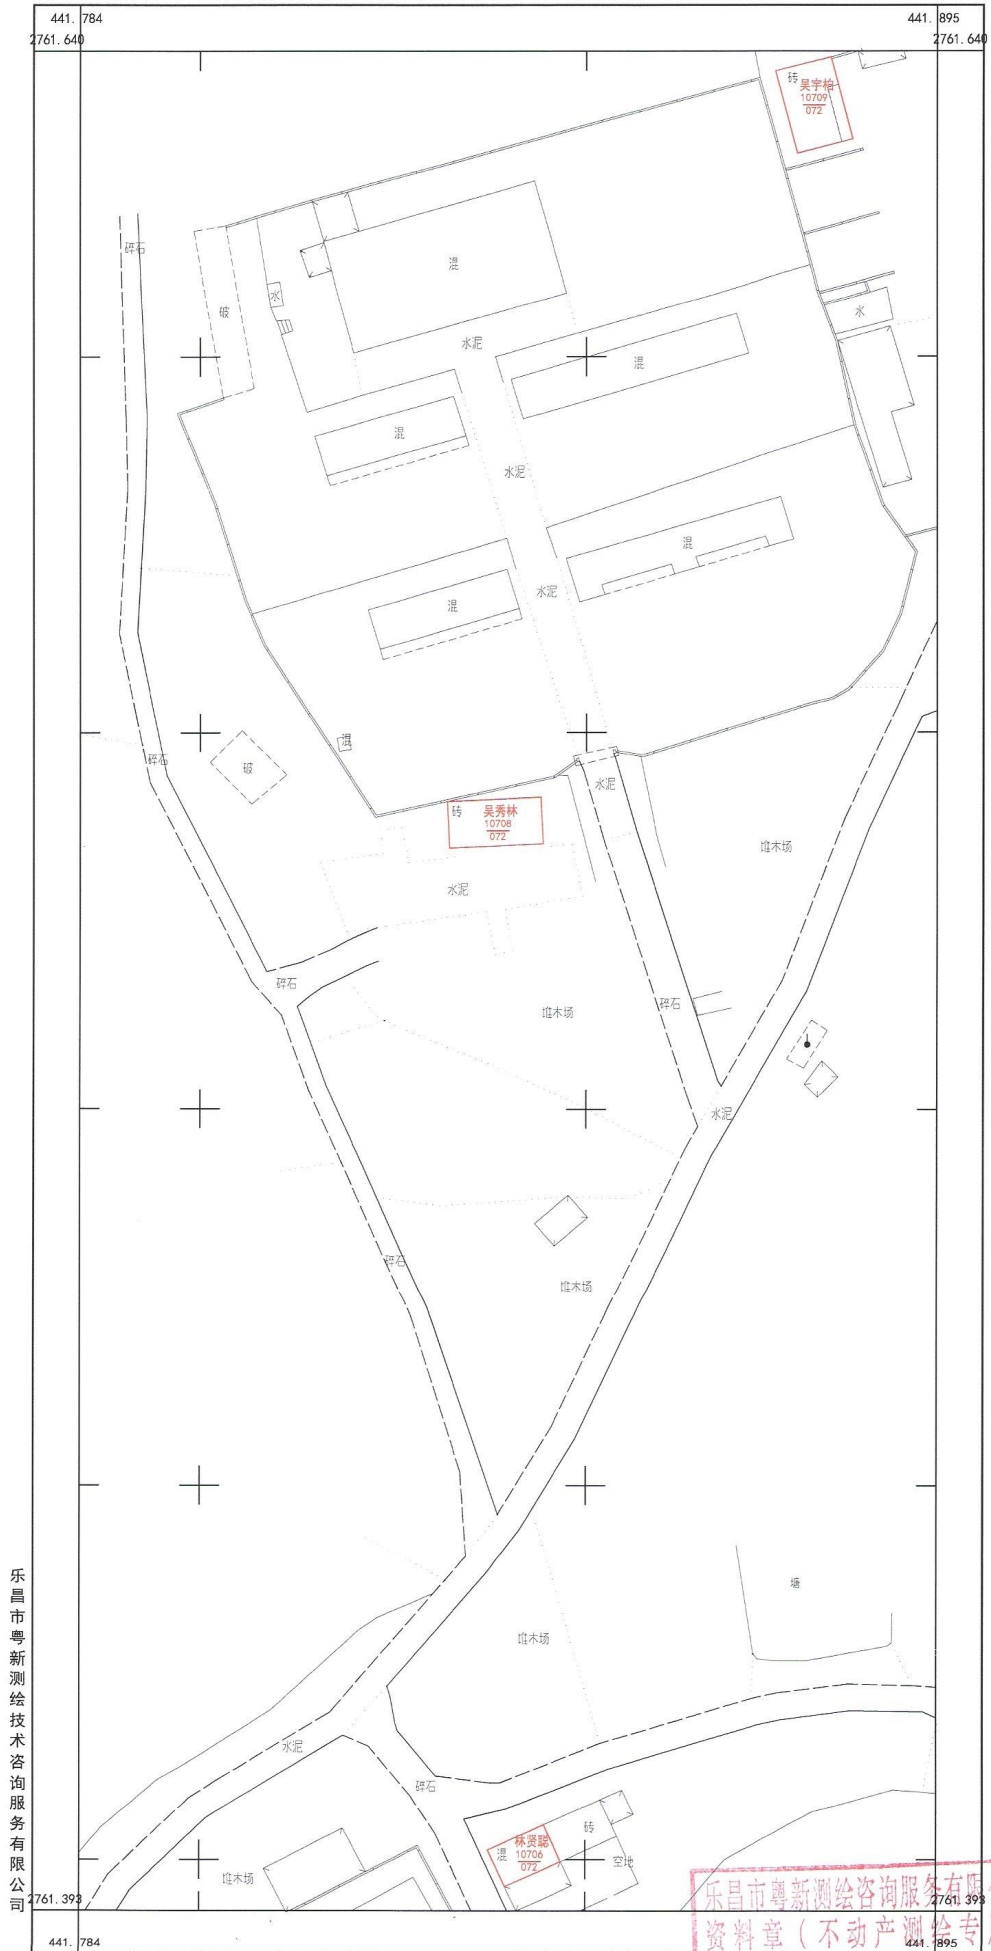 441.784
441.895
2761.640
2761.640
砖
吴宇柏
10709
072
碎石
混
水
破
水
水泥
混
混
水泥
混
水泥
混
混
碎石
破
水泥
砖
吴秀林
10708
072
堆木场
水泥
碎石
碎石
堆木场
水泥
碎石
堆木场
塘
堆木场
水泥
碎石
砖
混
林贤聪
10706
072
空地
堆木场
乐昌市粤新测绘技术咨询服务有限公司
乐昌市粤新测绘咨询服务有限
资料章（不动产测绘专
2761.393
2761.393
441.784
441.895